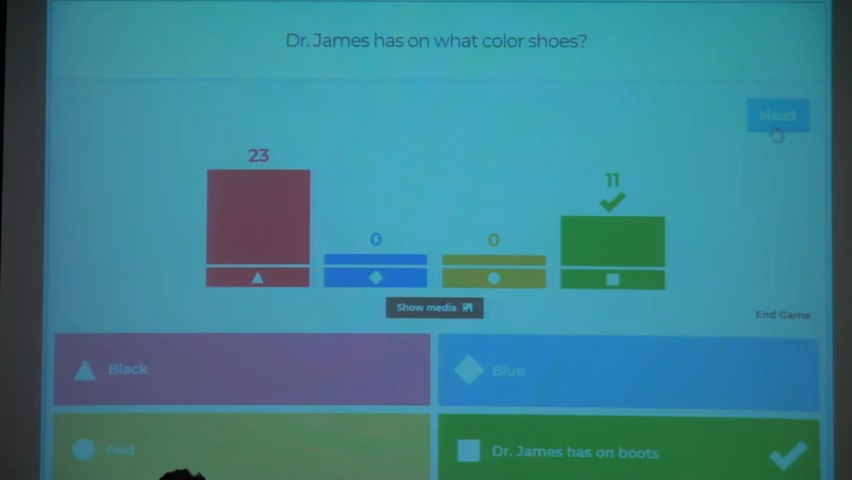 Dr. James has on what color shoes?
Next
23
0
0
11
Show media
End Game
Black
Blue
Red
Dr. James has on boots